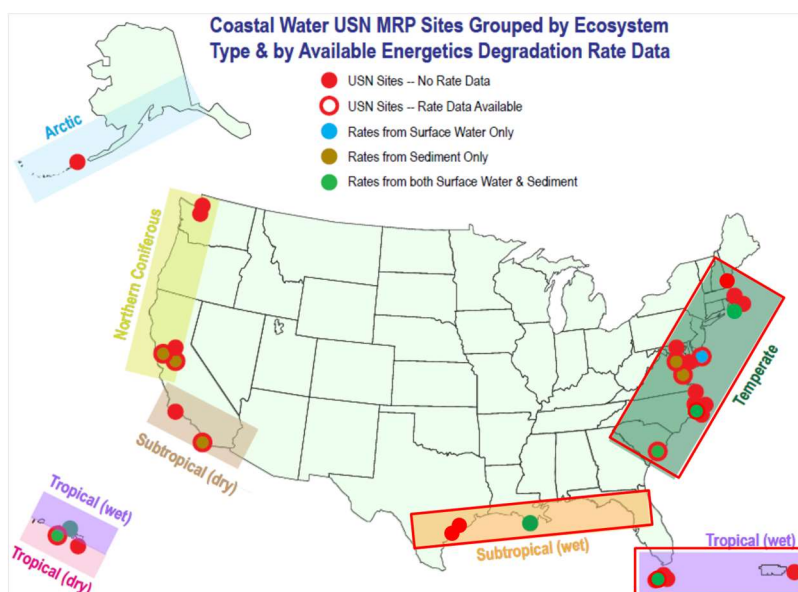 Coastal Water USN MRP Sites Grouped by Ecosystem
Type & by Available Energetics Degradation Rate Data
USN Sites -- No Rate Data
USN Sites -- Rate Data Available
Rates from Surface Water Only
Rates from Sediment Only
Rates from both Surface Water & Sediment
Arctic
Northern Coniferous
Temperate
Subtropical (dry)
Tropical (wet)
Tropical (dry)
Subtropical (wet)
Tropical (wet)